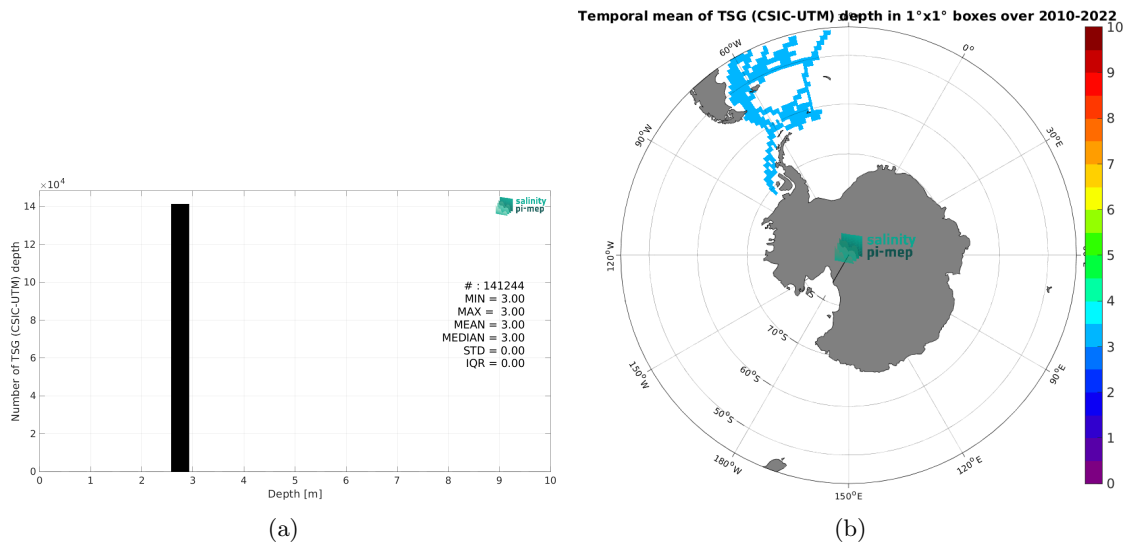 Temporal mean of TSG (CSIC-UTM) depth in 1°x1° boxes over 2010-2022
×10⁴
14
12
10
8
6
4
2
0
Number of TSG (CSIC-UTM) depth
salinity
pi-mep
# : 141244
MIN = 3.00
MAX = 3.00
MEAN = 3.00
MEDIAN = 3.00
STD = 0.00
IQR = 0.00
0 1 2 3 4 5 6 7 8 9 10
Depth [m]
(a)
60°W
0°
90°W
30°E
120°W
salinity
pi-mep
70°S
150°W
60°S
90°E
50°S
180°W
120°E
150°E
10
9
8
7
6
5
4
3
2
1
0
(b)